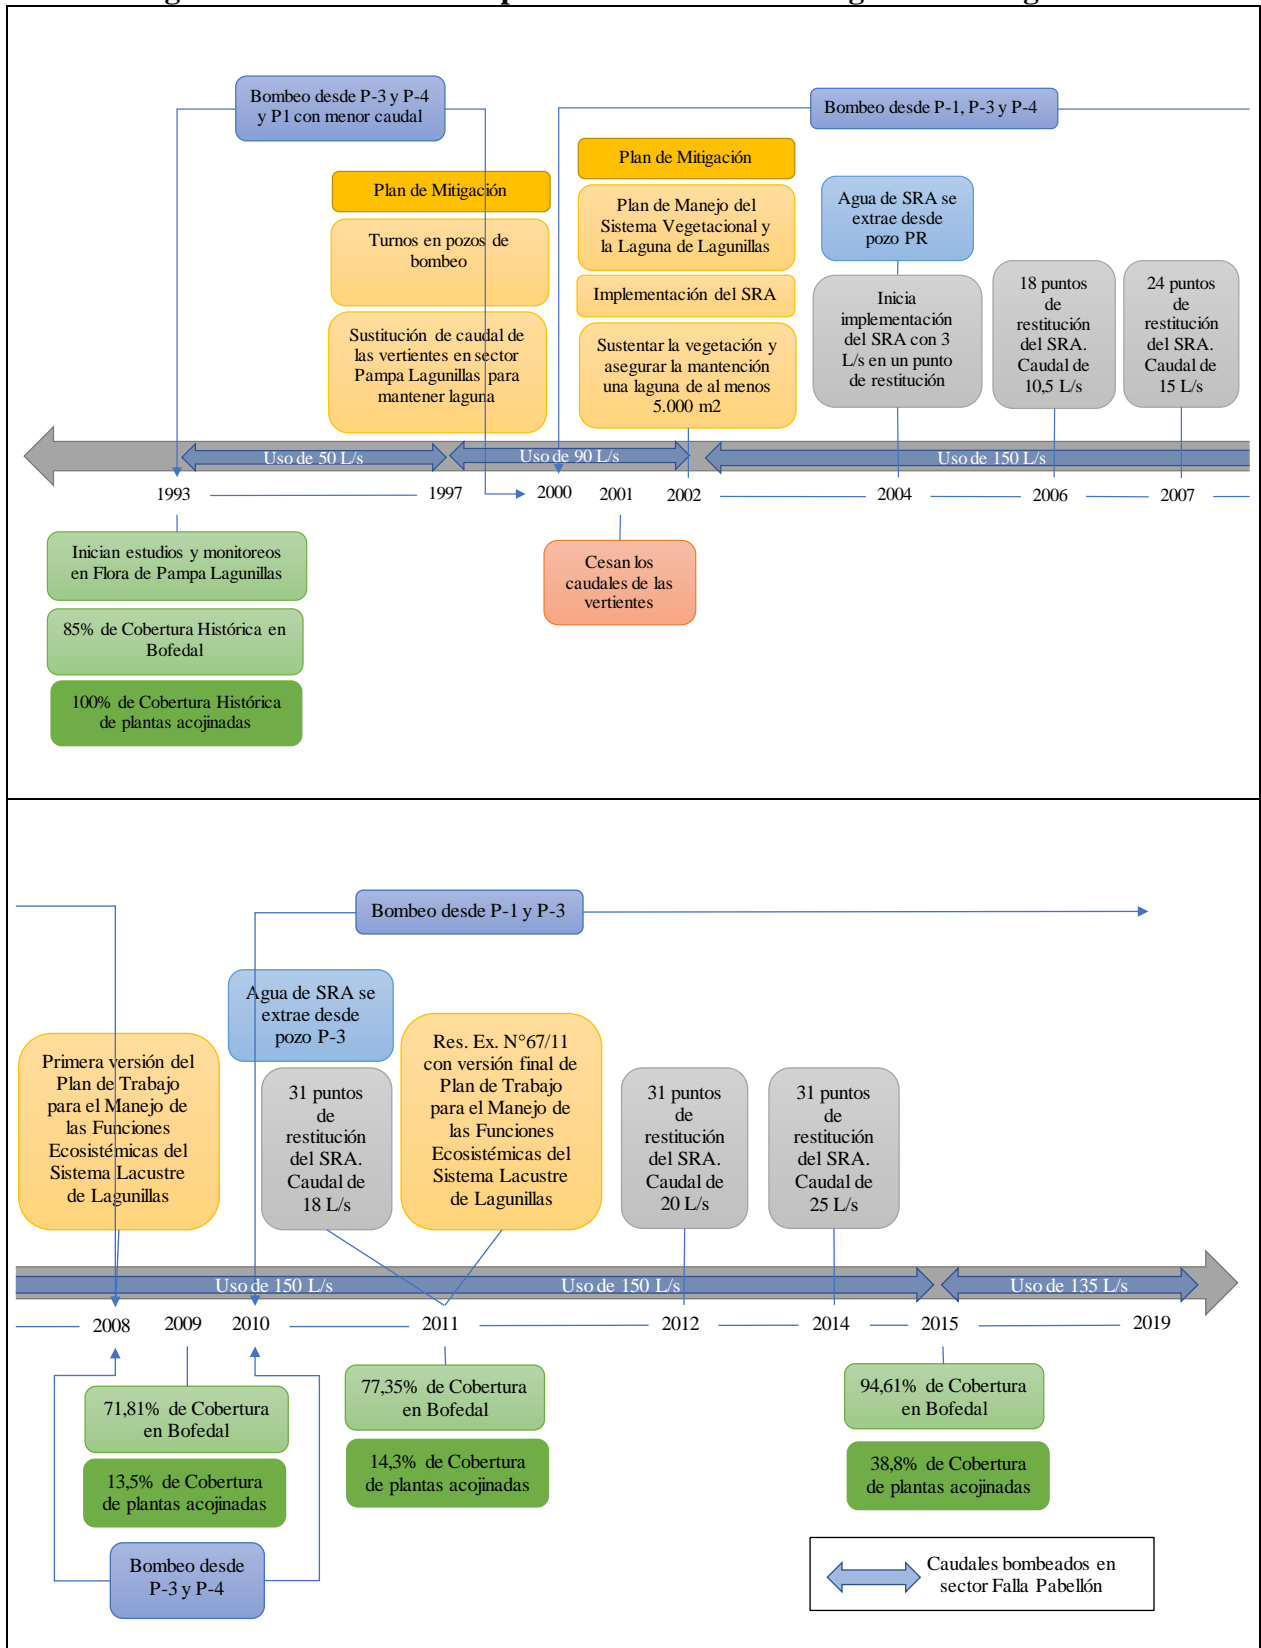 Bombeo desde P-3 y P-4
y P1 con menor caudal
Bombeo desde P-1, P-3 y P-4
Plan de Mitigación
Turnos en pozos de
bombeo
Sustitución de caudal de
las vertientes en sector
Pampa Lagunillas para
mantener laguna
Plan de Mitigación
Plan de Manejo del
Sistema Vegetacional y
la Laguna de Lagunillas
Implementación del SRA
Sustentar la vegetación y
asegurar la mantención
una laguna de al menos
5.000 m2
Agua de SRA se
extrae desde
pozo PR
Inicia
implementación
del SRA con 3
L/s en un punto
de restitución
18 puntos
de
restitución
del SRA.
Caudal de
10,5 L/s
24 puntos
de
restitución
del SRA.
Caudal de
15 L/s
Uso de 50 L/s
Uso de 90 L/s
Uso de 150 L/s
1993
1997
2000
2001
2002
2004
2006
2007
Inician estudios y monitoreos
en Flora de Pampa Lagunillas
85% de Cobertura Histórica en
Bofedal
100% de Cobertura Histórica
de plantas acojinadas
Cesan los
caudales de las
vertientes
Bombeo desde P-1 y P-3
Agua de SRA se
extrae desde
pozo P-3
Primera versión del
Plan de Trabajo
para el Manejo de
las Funciones
Ecosistémicas del
Sistema Lacustre
de Lagunillas
31 puntos
de
restitución
del SRA.
Caudal de
18 L/s
Res. Ex. N°67/11
con versión final de
Plan de Trabajo
para el Manejo de
las Funciones
Ecosistémicas del
Sistema Lacustre
de Lagunillas
31 puntos
de
restitución
del SRA.
Caudal de
20 L/s
31 puntos
de
restitución
del SRA.
Caudal de
25 L/s
Uso de 150 L/s
Uso de 150 L/s
Uso de 135 L/s
2008
2009
2010
2011
2012
2014
2015
2019
71,81% de Cobertura
en Bofedal
13,5% de Cobertura
de plantas acojinadas
77,35% de Cobertura
en Bofedal
14,3% de Cobertura
de plantas acojinadas
94,61% de Cobertura
en Bofedal
38,8% de Cobertura
de plantas acojinadas
Bombeo desde
P-3 y P-4
Caudales bombeados en
sector Falla Pabellón